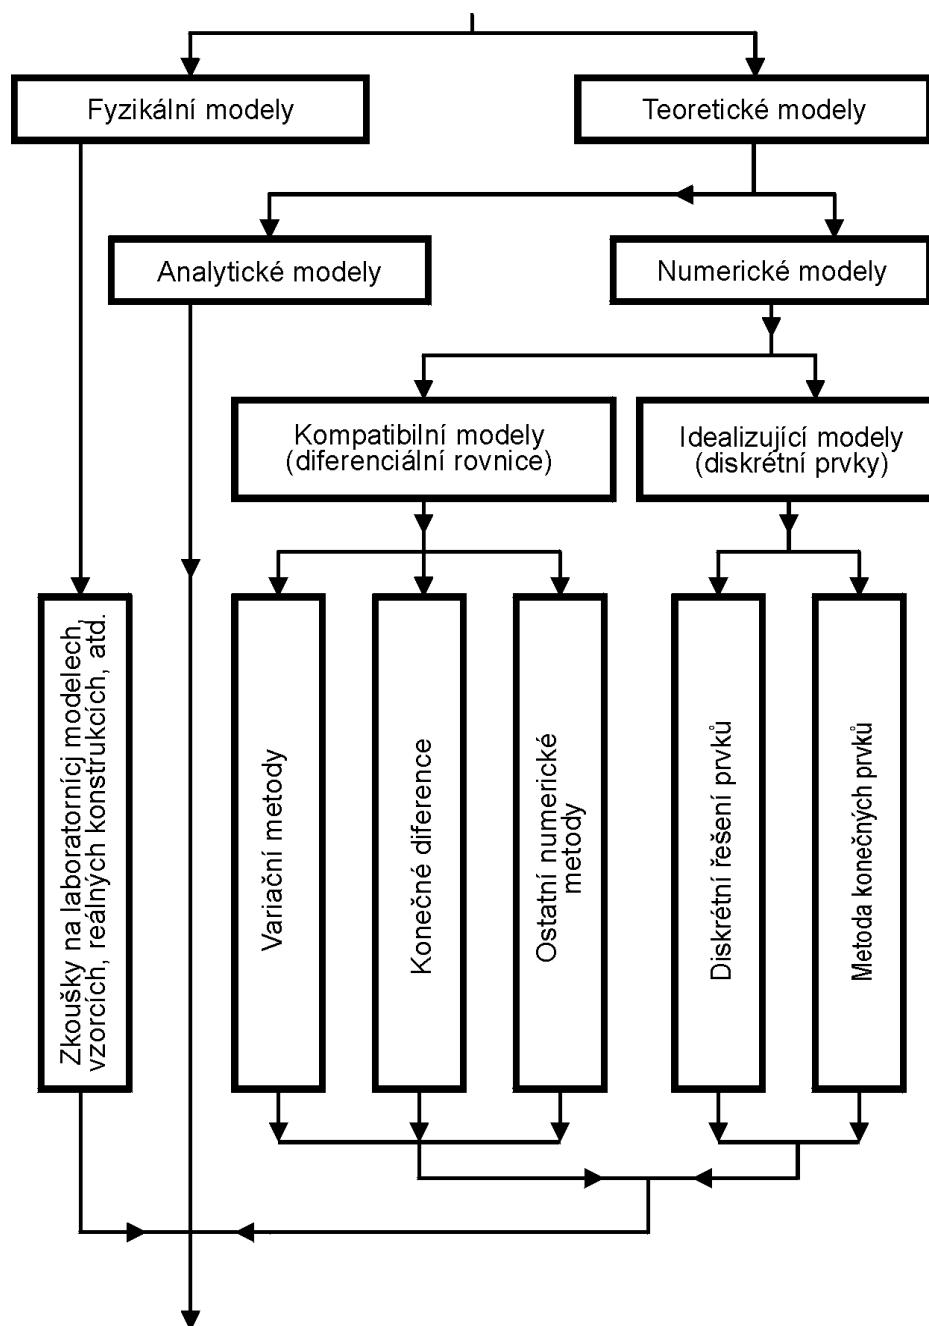 Fyzikální modely
Teoretické modely
Analytické modely
Numerické modely
Kompatibilní modely
(diferenciální rovnice)
Idealizující modely
(diskrétní prvky)
Zkoušky na laboratornícj modelech,
vzorcích, reálných konstrukcích, atd.
Variační metody
Konečné diference
Ostatní numerické
metody
Diskrétní řešení prvků
Metoda konečných prvků